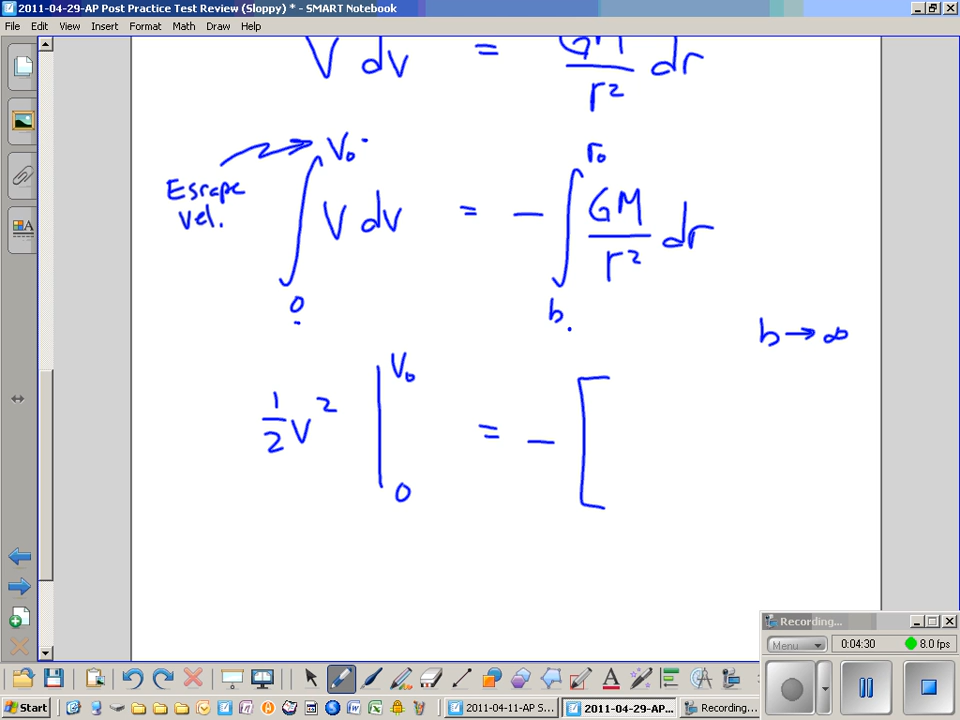 2011-04-29-AP Post Practice Test Review (Sloppy) * - SMART Notebook
File Edit View Insert Format Math Draw Help
V dv = GM/r² dr
Escape vel.
∫₀^V₀ V dv = - ∫_b^r₀ GM/r² dr
b → ∞
1/2 V² |₀^V₀ = - [
Recording...
Menu 0:04:30 8.0 fps
Start 2011-04-11-AP S... 2011-04-29-AP... Recording...